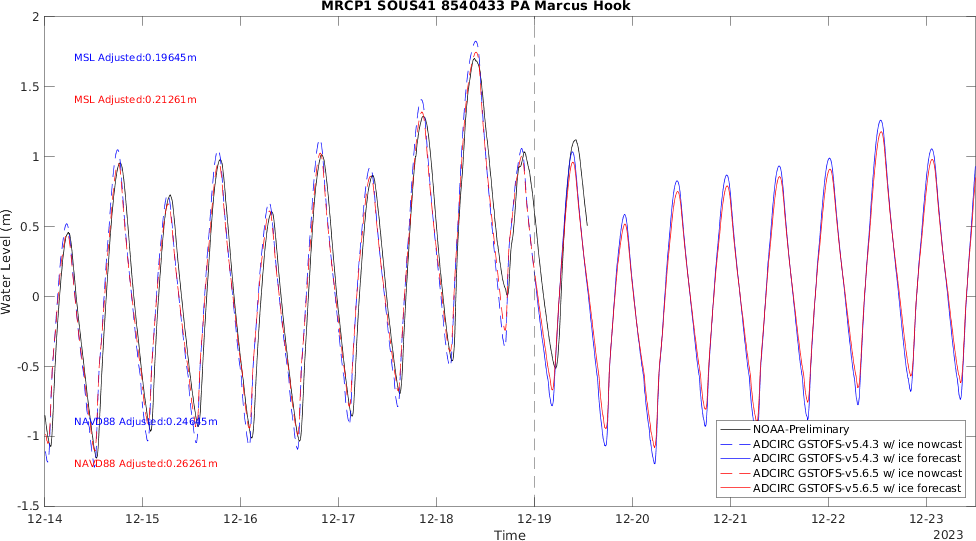 MRCP1 SOUS41 8540433 PA Marcus Hook
2
1.5
1
0.5
0
-0.5
-1
-1.5
Water Level (m)
MSL Adjusted:0.19645m
MSL Adjusted:0.21261m
NAVD88 Adjusted:0.24645m
NAVD88 Adjusted:0.26261m
NOAA-Preliminary
ADCIRC GSTOFS-v5.4.3 w/ ice nowcast
ADCIRC GSTOFS-v5.4.3 w/ ice forecast
ADCIRC GSTOFS-v5.6.5 w/ ice nowcast
ADCIRC GSTOFS-v5.6.5 w/ ice forecast
12-14 12-15 12-16 12-17 12-18 12-19 12-20 12-21 12-22 12-23
Time
2023